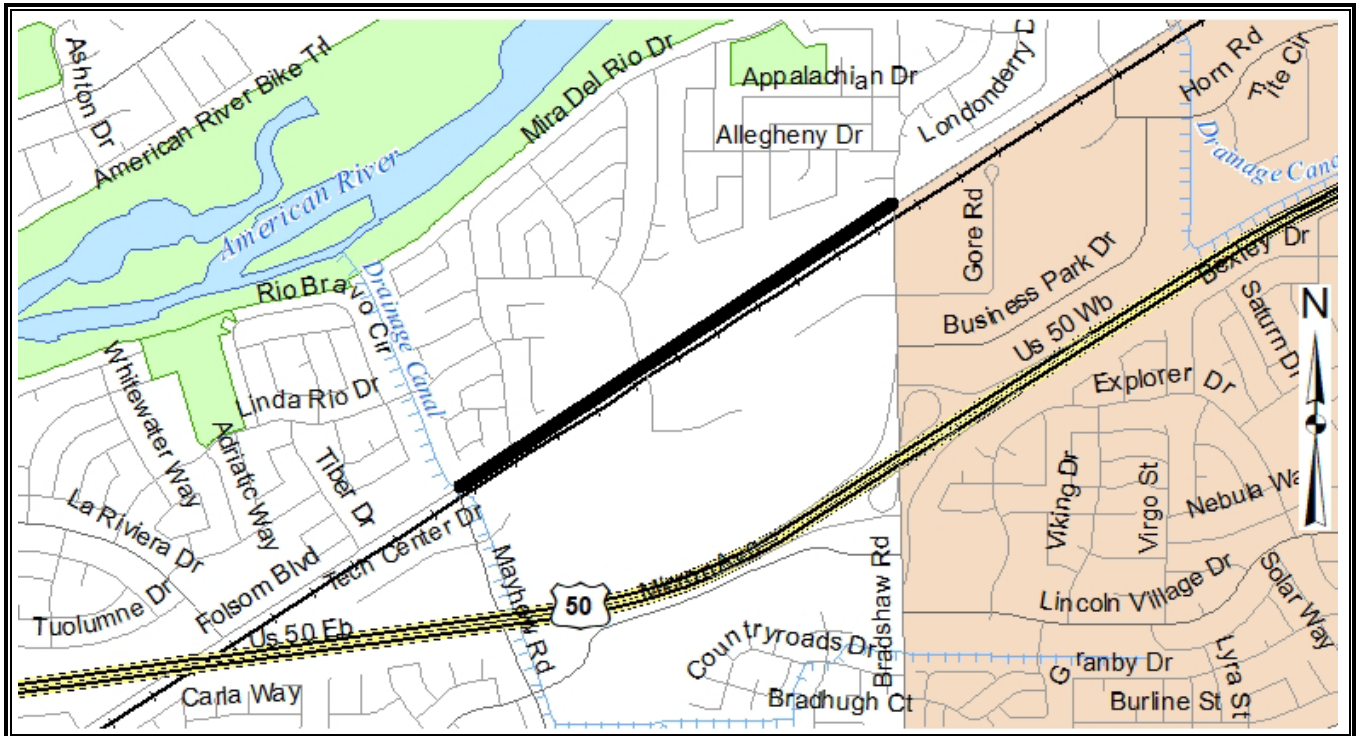 Ashton Dr
American River Bike Trl
Mira Del Rio Dr
Appalachian Dr
Londonderry D
Horn Rd
Fite Cir
Allegheny Dr
Drainage Cana
American River
Gore Rd
Bexley Dr
Rio Bravo Cir
Drainage Canal
Business Park Dr
Us 50 Wb
Saturn Dr
N
Whitewater Way
Linda Rio Dr
Explorer Dr
Adriatic Way
Tiber Dr
Viking Dr
Virgo St
Nebula Wa
La Riviera Dr
Folsom Blvd
Tech Center Dr
Mayhew Rd
Bradshaw Rd
50
Lincoln Village Dr
Solar Way
Tuolumne Dr
Us 50 Eb
Countryroads Dr
Granby Dr
Lyra St
Carla Way
Bradhugh Ct
Burline St